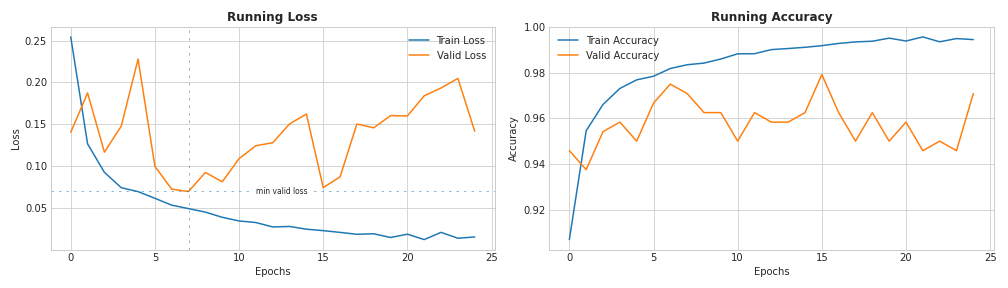 Running Loss
0.25
0.20
0.15
0.10
0.05
Loss
Train Loss
Valid Loss
min valid loss
0
5
10
15
20
25
Epochs
Running Accuracy
1.00
0.98
0.96
0.94
0.92
Accuracy
Train Accuracy
Valid Accuracy
0
5
10
15
20
25
Epochs